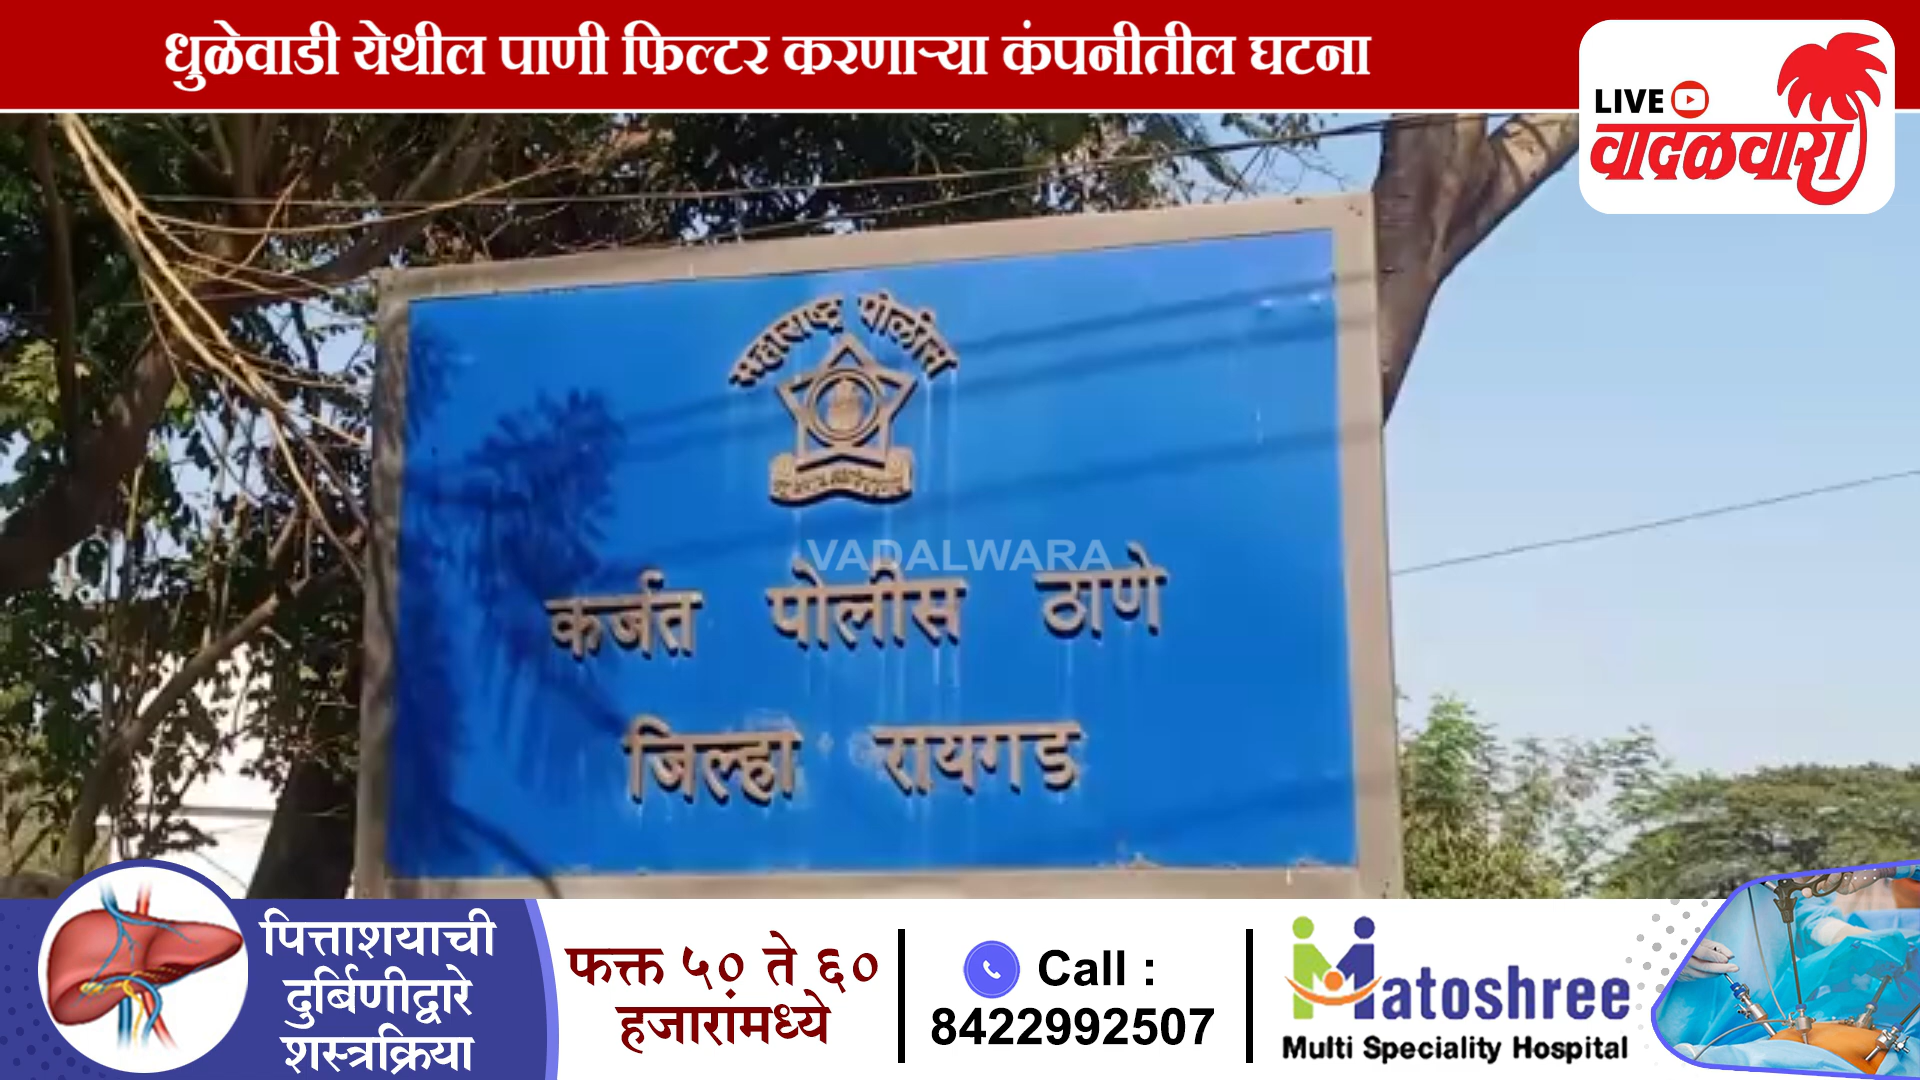 धुळेवाडी येथील पाणी फिल्टर करणाऱ्या कंपनीतील घटना
LIVE
वादळवारा
महाराष्ट्र पोलीस
VADALWARA
कर्जत पोलीस ठाणे
जिल्हा रायगड
पित्ताशयाची
दुर्बिणीद्वारे
शस्त्रक्रिया
फक्त ५० ते ६०
हजारांमध्ये
Call :
8422992507
Matoshree
Multi Speciality Hospital